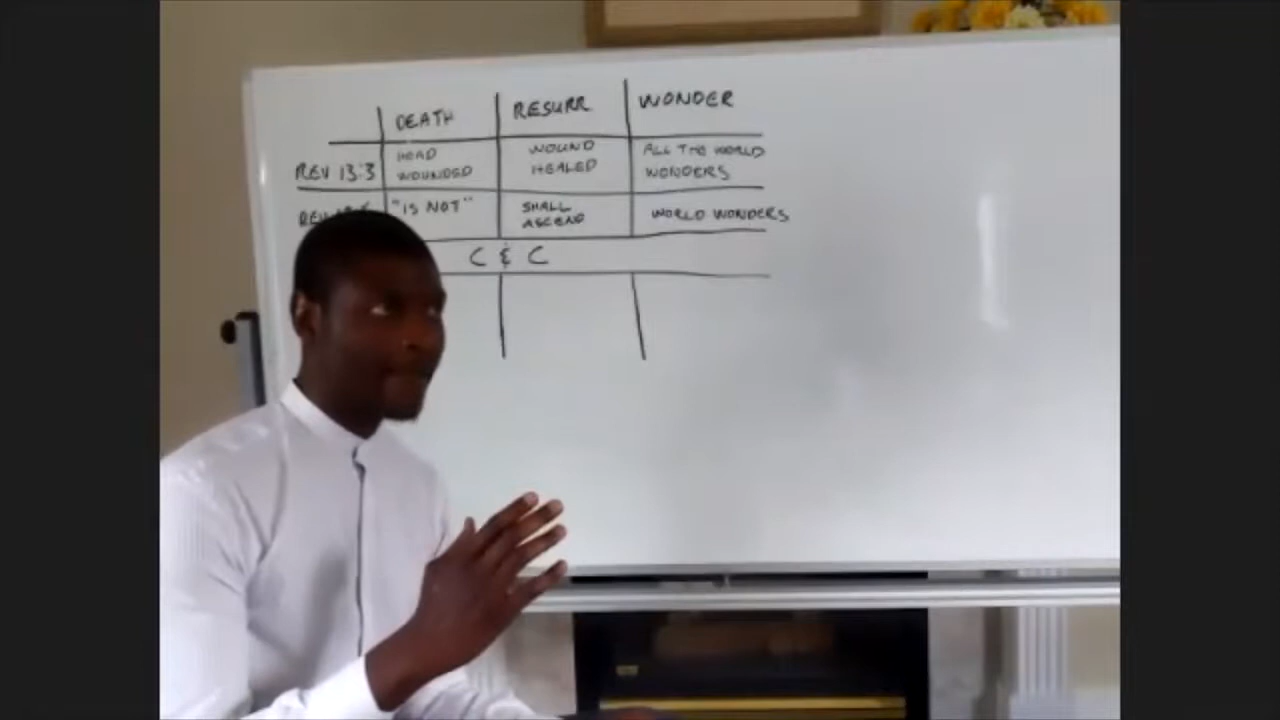 DEATH RESURR WONDER
REV 13:3 HEAD WOUNDED WOUND HEALED ALL THE WORLD WONDERS
REV "IS NOT" SHALL ASCEND WORLD WONDERS
C & C